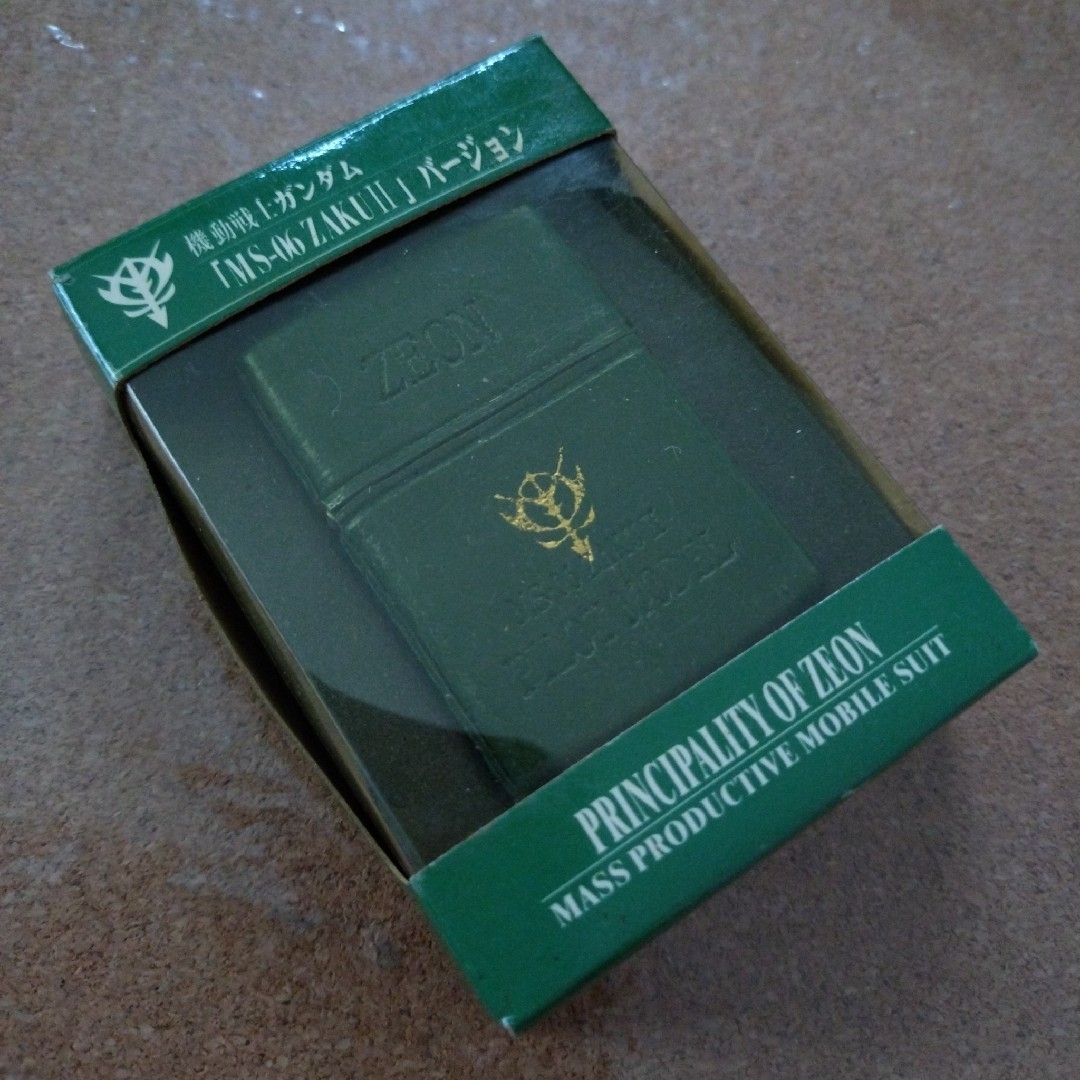 機動戦士ガンダム
「MS-06 ZAKUII」バージョン
ZEON
PRINCIPALITY OF ZEON
MASS PRODUCTIVE MOBILE SUIT